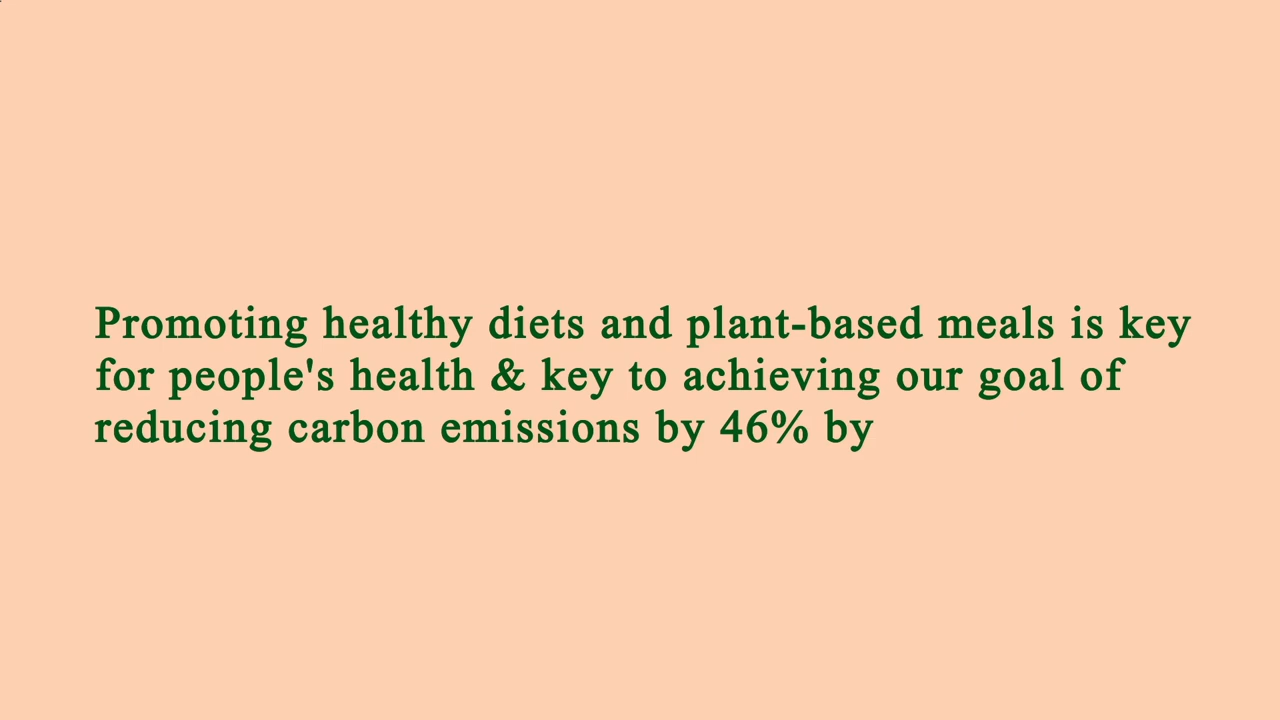 Promoting healthy diets and plant-based meals is key
for people's health & key to achieving our goal of
reducing carbon emissions by 46% by